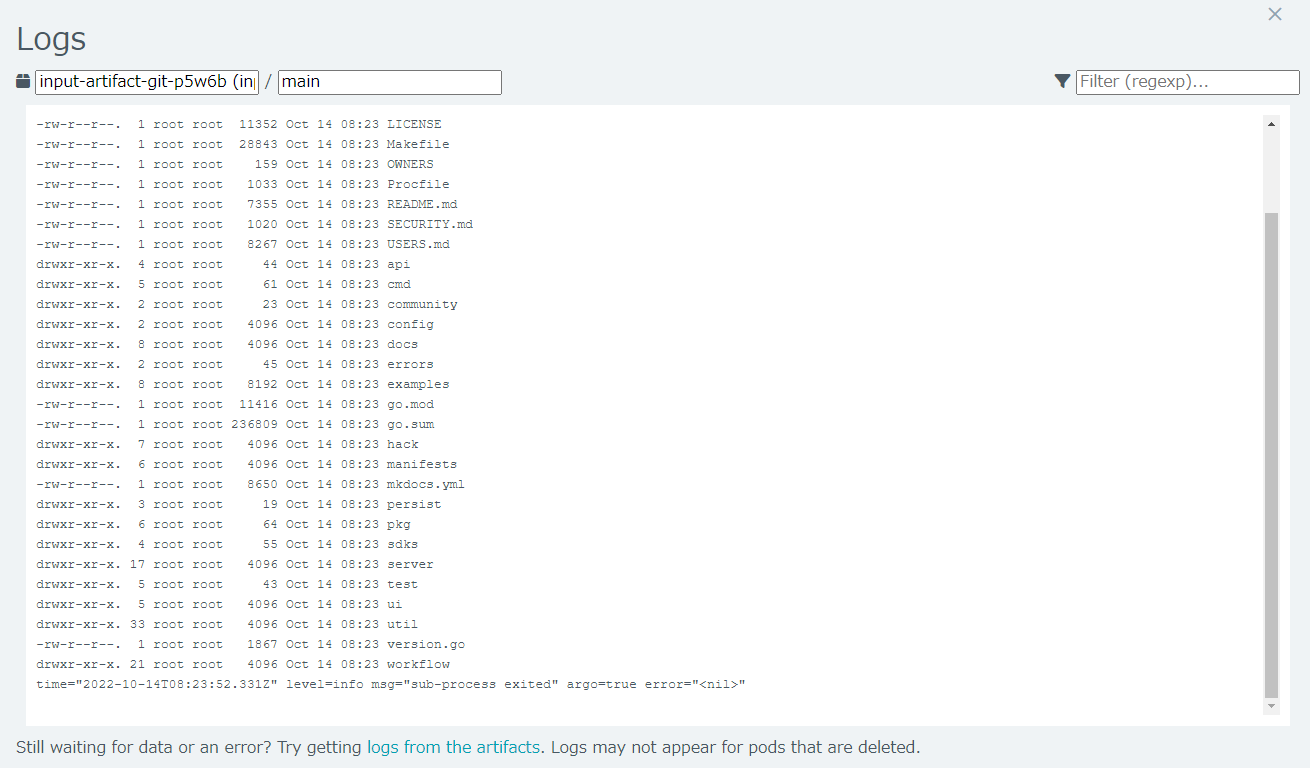 Logs
input-artifact-git-p5w6b (inp / main Filter (regexp)...
-rw-r--r--. 1 root root 11352 Oct 14 08:23 LICENSE
-rw-r--r--. 1 root root 28843 Oct 14 08:23 Makefile
-rw-r--r--. 1 root root 159 Oct 14 08:23 OWNERS
-rw-r--r--. 1 root root 1033 Oct 14 08:23 Procfile
-rw-r--r--. 1 root root 7355 Oct 14 08:23 README.md
-rw-r--r--. 1 root root 1020 Oct 14 08:23 SECURITY.md
-rw-r--r--. 1 root root 8267 Oct 14 08:23 USERS.md
drwxr-xr-x. 4 root root 44 Oct 14 08:23 api
drwxr-xr-x. 5 root root 61 Oct 14 08:23 cmd
drwxr-xr-x. 2 root root 23 Oct 14 08:23 community
drwxr-xr-x. 2 root root 4096 Oct 14 08:23 config
drwxr-xr-x. 8 root root 4096 Oct 14 08:23 docs
drwxr-xr-x. 2 root root 45 Oct 14 08:23 errors
drwxr-xr-x. 8 root root 8192 Oct 14 08:23 examples
-rw-r--r--. 1 root root 11416 Oct 14 08:23 go.mod
-rw-r--r--. 1 root root 236809 Oct 14 08:23 go.sum
drwxr-xr-x. 7 root root 4096 Oct 14 08:23 hack
drwxr-xr-x. 6 root root 4096 Oct 14 08:23 manifests
-rw-r--r--. 1 root root 8650 Oct 14 08:23 mkdocs.yml
drwxr-xr-x. 3 root root 19 Oct 14 08:23 persist
drwxr-xr-x. 6 root root 64 Oct 14 08:23 pkg
drwxr-xr-x. 4 root root 55 Oct 14 08:23 sdks
drwxr-xr-x. 17 root root 4096 Oct 14 08:23 server
drwxr-xr-x. 5 root root 43 Oct 14 08:23 test
drwxr-xr-x. 5 root root 4096 Oct 14 08:23 ui
drwxr-xr-x. 33 root root 4096 Oct 14 08:23 util
-rw-r--r--. 1 root root 1867 Oct 14 08:23 version.go
drwxr-xr-x. 21 root root 4096 Oct 14 08:23 workflow
time="2022-10-14T08:23:52.331Z" level=info msg="sub-process exited" argo=true error="<nil>"
Still waiting for data or an error? Try getting logs from the artifacts. Logs may not appear for pods that are deleted.